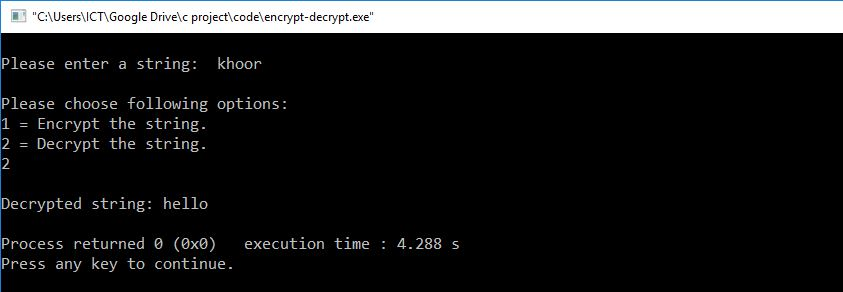 "C:\Users\ICT\Google Drive\c project\code\encrypt-decrypt.exe"
Please enter a string:  khoor
Please choose following options:
1 = Encrypt the string.
2 = Decrypt the string.
2
Decrypted string: hello
Process returned 0 (0x0)   execution time : 4.288 s
Press any key to continue.